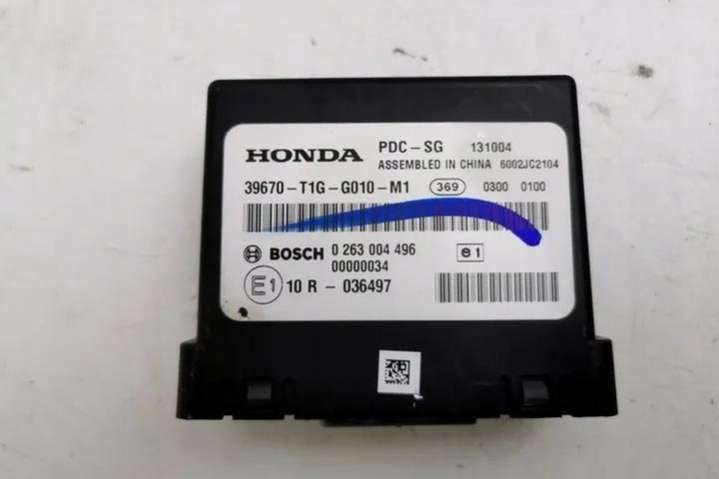 HONDA PDC-SG 131004
ASSEMBLED IN CHINA 6002JC2104
39670-T1G-G010-M1 369 0300 0100
BOSCH 0 263 004 496 e1
00000034
E1 10 R - 036497